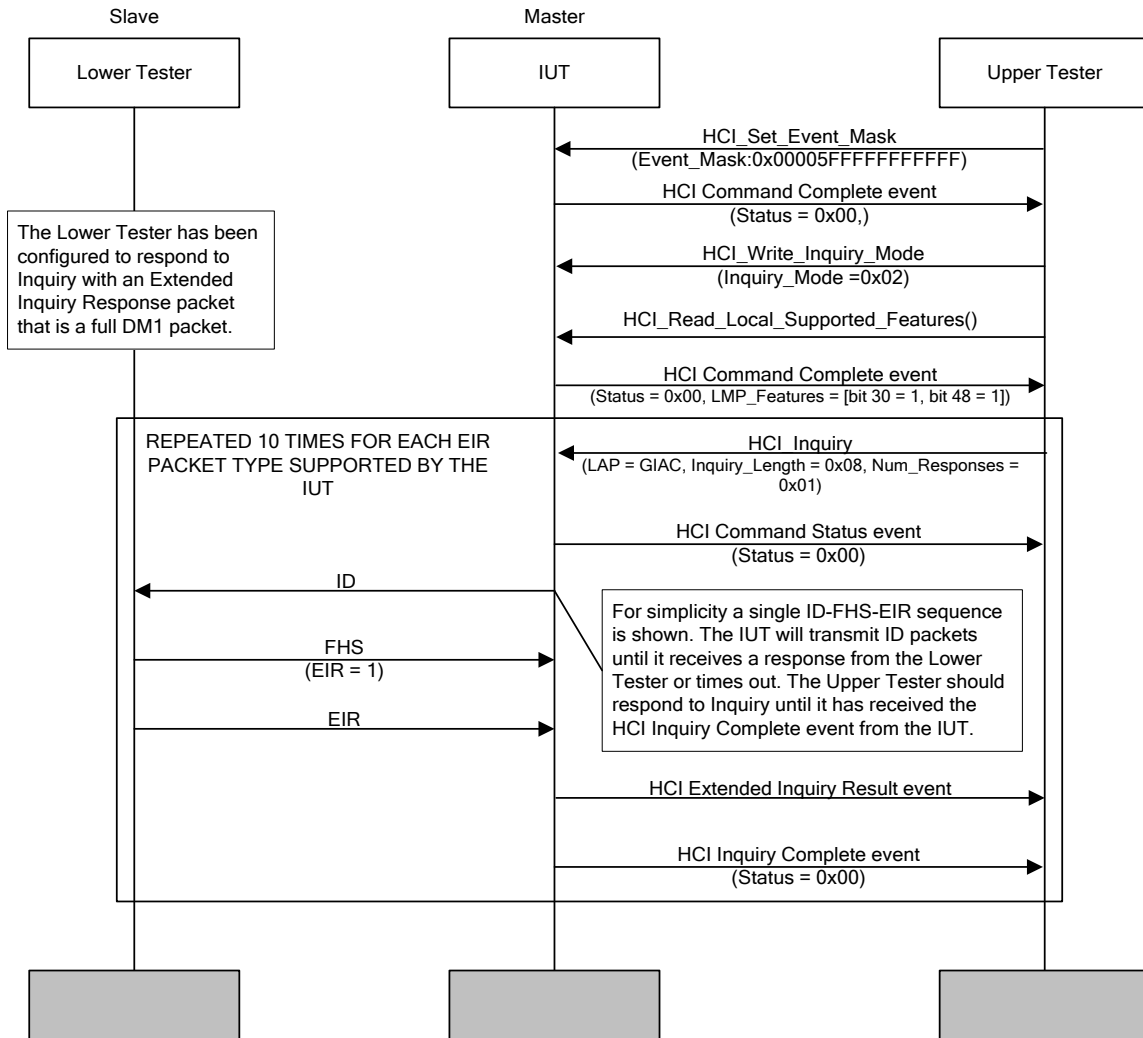 Slave
Master
Lower Tester
IUT
Upper Tester
HCI_Set_Event_Mask
(Event_Mask:0x00005FFFFFFFFFFF)
HCI Command Complete event
(Status = 0x00,)
The Lower Tester has been
configured to respond to
Inquiry with an Extended
Inquiry Response packet
that is a full DM1 packet.
HCI_Write_Inquiry_Mode
(Inquiry_Mode =0x02)
HCI_Read_Local_Supported_Features()
HCI Command Complete event
(Status = 0x00, LMP_Features = [bit 30 = 1, bit 48 = 1])
REPEATED 10 TIMES FOR EACH EIR
PACKET TYPE SUPPORTED BY THE
IUT
HCI_Inquiry
(LAP = GIAC, Inquiry_Length = 0x08, Num_Responses =
0x01)
HCI Command Status event
(Status = 0x00)
ID
For simplicity a single ID-FHS-EIR sequence
is shown. The IUT will transmit ID packets
until it receives a response from the Lower
Tester or times out. The Upper Tester should
respond to Inquiry until it has received the
HCI Inquiry Complete event from the IUT.
FHS
(EIR = 1)
EIR
HCI Extended Inquiry Result event
HCI Inquiry Complete event
(Status = 0x00)